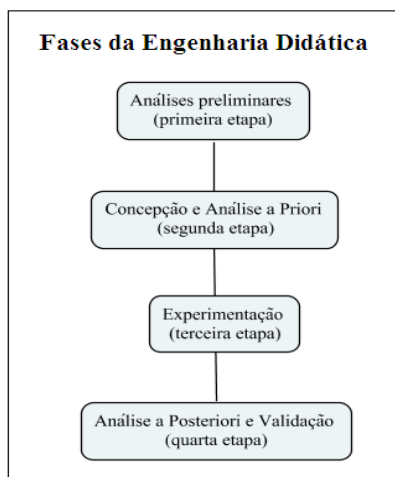 Fases da Engenharia Didática
Análises preliminares
(primeira etapa)
Concepção e Análise a Priori
(segunda etapa)
Experimentação
(terceira etapa)
Análise a Posteriori e Validação
(quarta etapa)